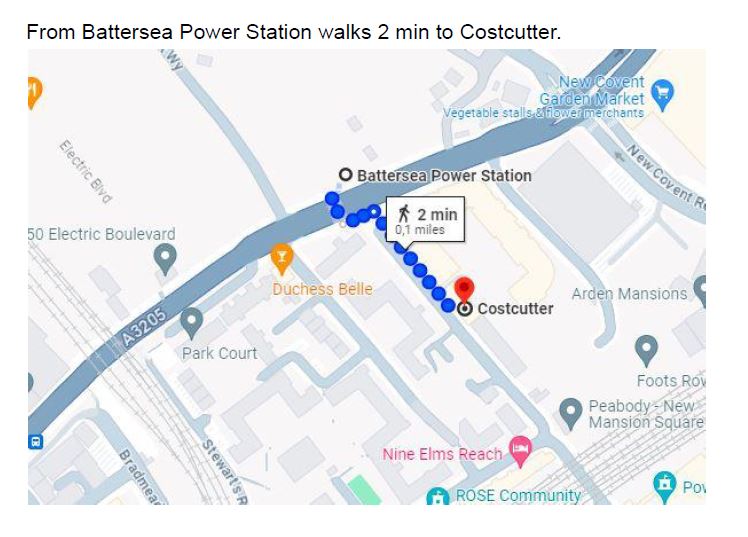 From Battersea Power Station walks 2 min to Costcutter.
New Covent
Garden Market
Vegetable stalls & flower merchants
Electric Blvd
Battersea Power Station
New Covent
2 min
0,1 miles
50 Electric Boulevard
Duchess Belle
Arden Mansions
Costcutter
A3205
Park Court
Foots Row
Peabody - New
Mansion Square
Nine Elms Reach
Stewart's R
Bradmead
ROSE Community